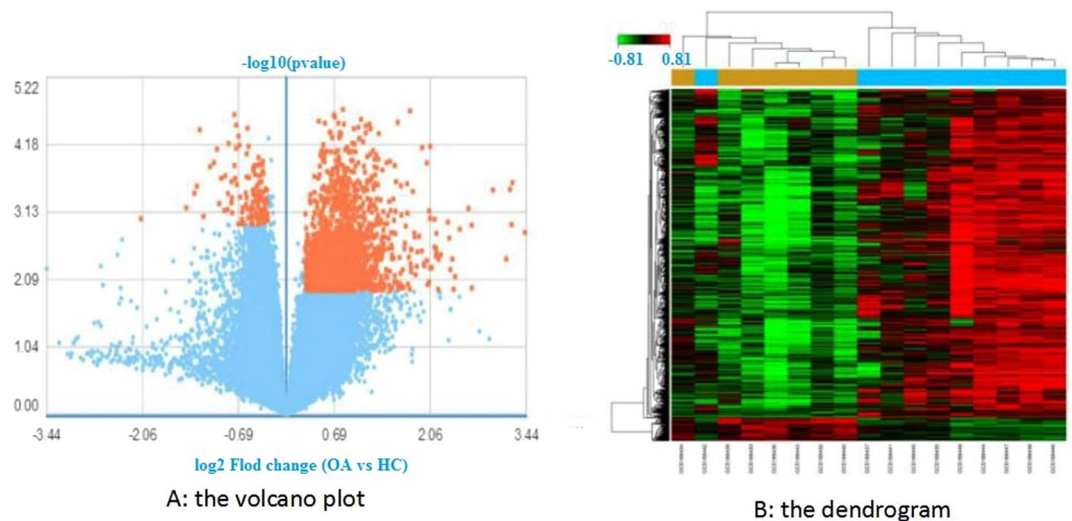 -log10(pvalue)
5.22
4.18
3.13
2.09
1.04
0.00
-3.44 -2.06 -0.69 0.69 2.06 3.44
log2 Flod change (OA vs HC)
A: the volcano plot
-0.81 0.81
B: the dendrogram